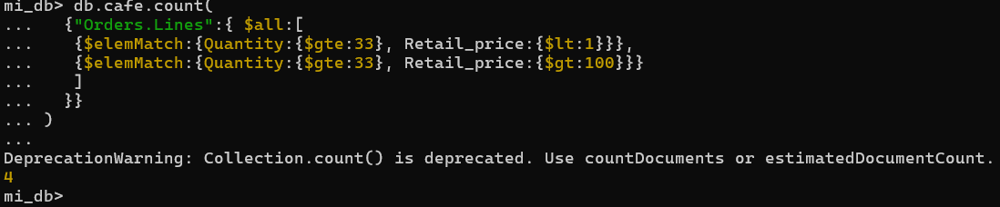 mi_db> db.cafe.count(
...   {"Orders.Lines":{ $all:[
...    {$elemMatch:{Quantity:{$gte:33}, Retail_price:{$lt:1}}},
...    {$elemMatch:{Quantity:{$gte:33}, Retail_price:{$gt:100}}}
...    ]
...   }}
... )
...
DeprecationWarning: Collection.count() is deprecated. Use countDocuments or estimatedDocumentCount.
4
mi_db>